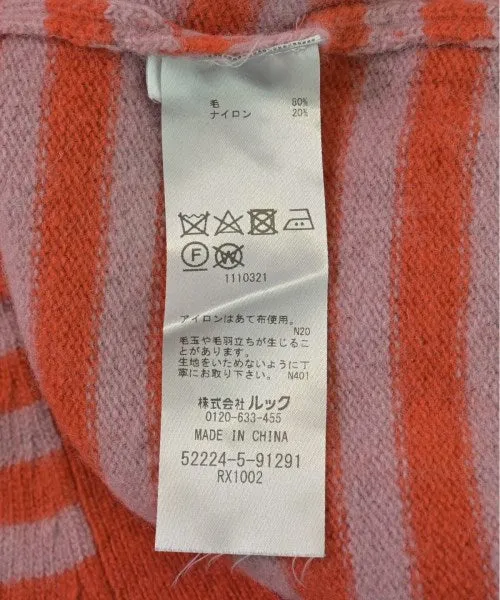 毛 80%
ナイロン 20%
F W
1110321
アイロンはあて布使用。
N20
毛玉や毛羽立ちが生じるこ
とがあります。
生地をいためないように丁
寧にお取り下さい。 N401
株式会社 ルック
0120-633-455
MADE IN CHINA
52224-5-91291
RX1002